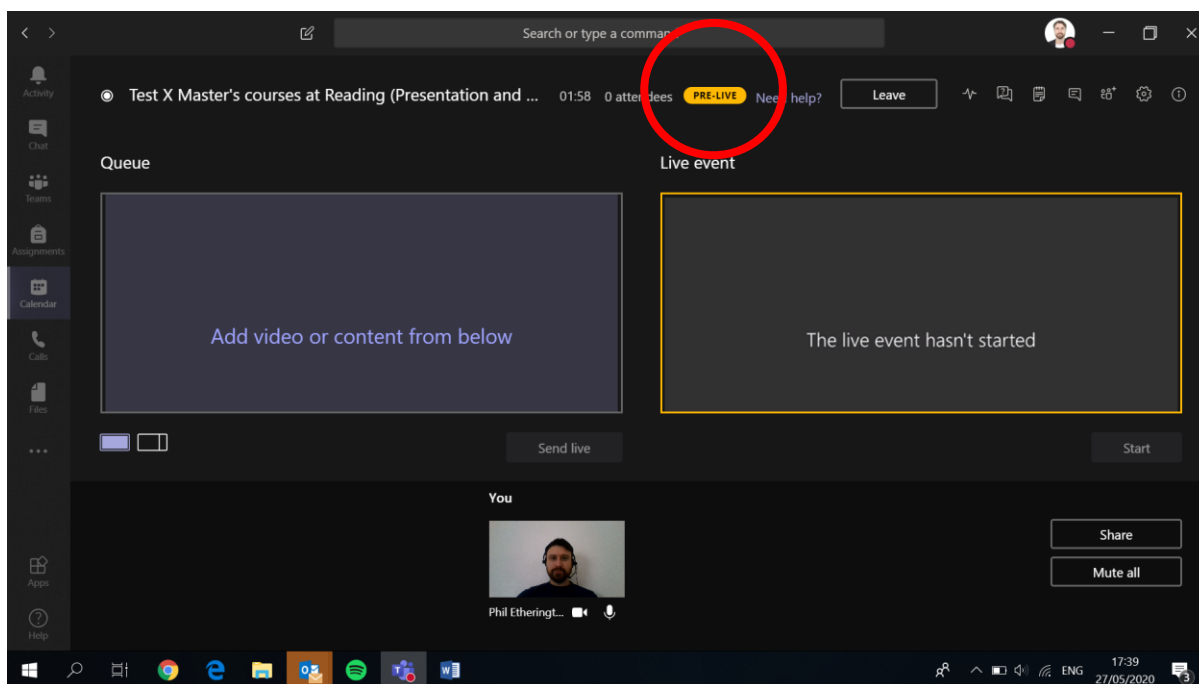 Search or type a command
Activity
Chat
Teams
Assignments
Calendar
Calls
Files
Apps
Help
Test X Master's courses at Reading (Presentation and ... 01:58 0 attendees PRE-LIVE Need help? Leave
Queue
Live event
Add video or content from below
The live event hasn't started
Send live
Start
You
Phil Etheringt...
Share
Mute all
ENG
17:39
27/05/2020
3